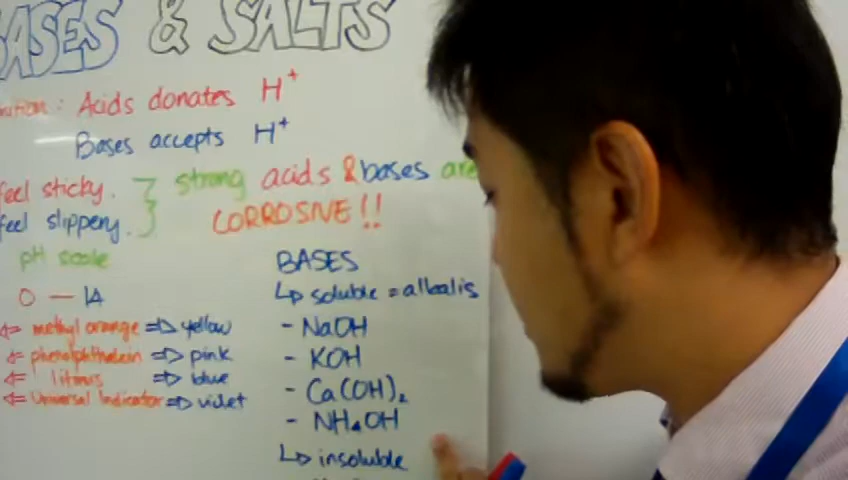 BASES & SALTS
Acids donates H+
Bases accepts H+
feel sticky. strong acids & bases are
feel slippery. CORROSIVE!!
pH scale
0 — 14
methyl orange ⇒ yellow
phenolphthelein ⇒ pink
litmus ⇒ blue
Universal Indicator ⇒ violet
BASES
↳ soluble = alkalis
- NaOH
- KOH
- Ca(OH)2
- NH4OH
↳ insoluble